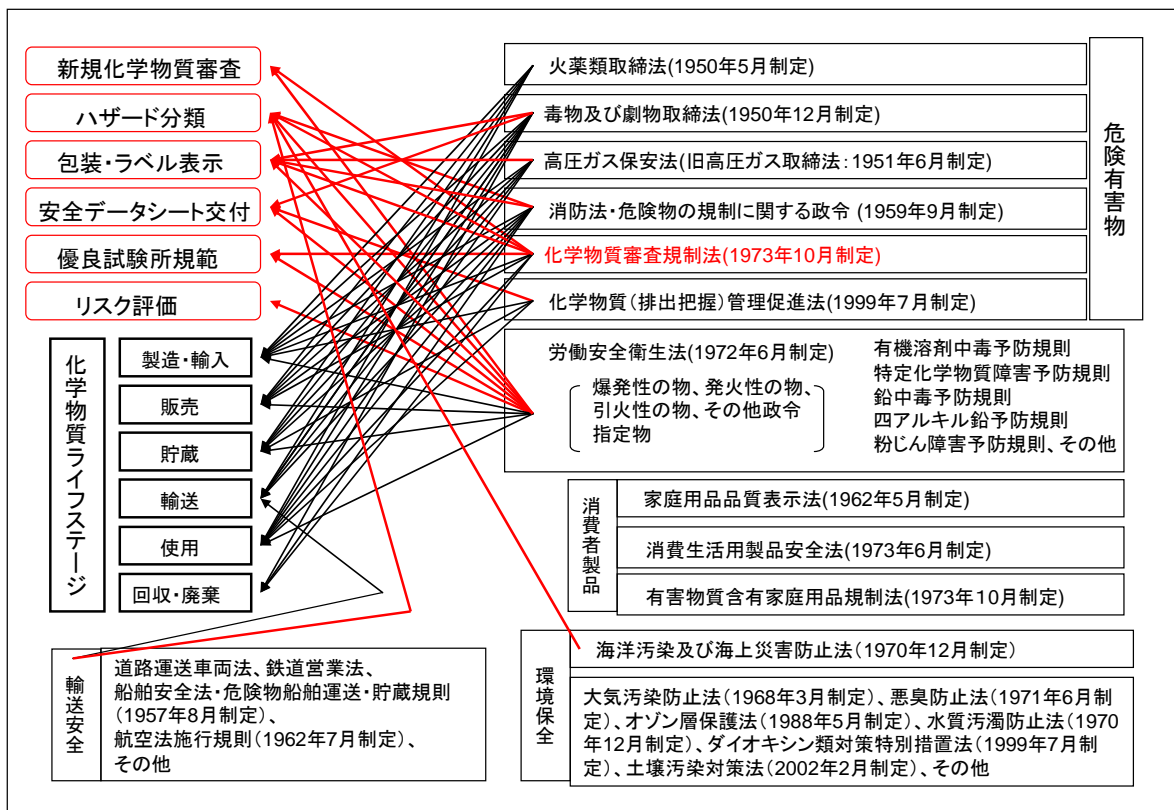 新規化学物質審査
ハザード分類
包装・ラベル表示
安全データシート交付
優良試験所規範
リスク評価
化学物質ライフステージ
製造・輸入
販売
貯蔵
輸送
使用
回収・廃棄
火薬類取締法(1950年5月制定)
毒物及び劇物取締法(1950年12月制定)
高圧ガス保安法(旧高圧ガス取締法：1951年6月制定)
消防法・危険物の規制に関する政令 (1959年9月制定)
化学物質審査規制法(1973年10月制定)
化学物質（排出把握）管理促進法(1999年7月制定)
危険有害物
労働安全衛生法(1972年6月制定)
爆発性の物、発火性の物、
引火性の物、その他政令
指定物
有機溶剤中毒予防規則
特定化学物質障害予防規則
鉛中毒予防規則
四アルキル鉛予防規則
粉じん障害予防規則、その他
消費者製品
家庭用品品質表示法(1962年5月制定)
消費生活用製品安全法(1973年6月制定)
有害物質含有家庭用品規制法(1973年10月制定)
輸送安全
道路運送車両法、鉄道営業法、
船舶安全法・危険物船舶運送・貯蔵規則
(1957年8月制定)、
航空法施行規則(1962年7月制定)、
その他
環境保全
海洋汚染及び海上災害防止法(1970年12月制定）
大気汚染防止法(1968年3月制定)、悪臭防止法(1971年6月制
定)、オゾン層保護法(1988年5月制定)、水質汚濁防止法(1970
年12月制定)、ダイオキシン類対策特別措置法(1999年7月制
定)、土壌汚染対策法(2002年2月制定)、その他